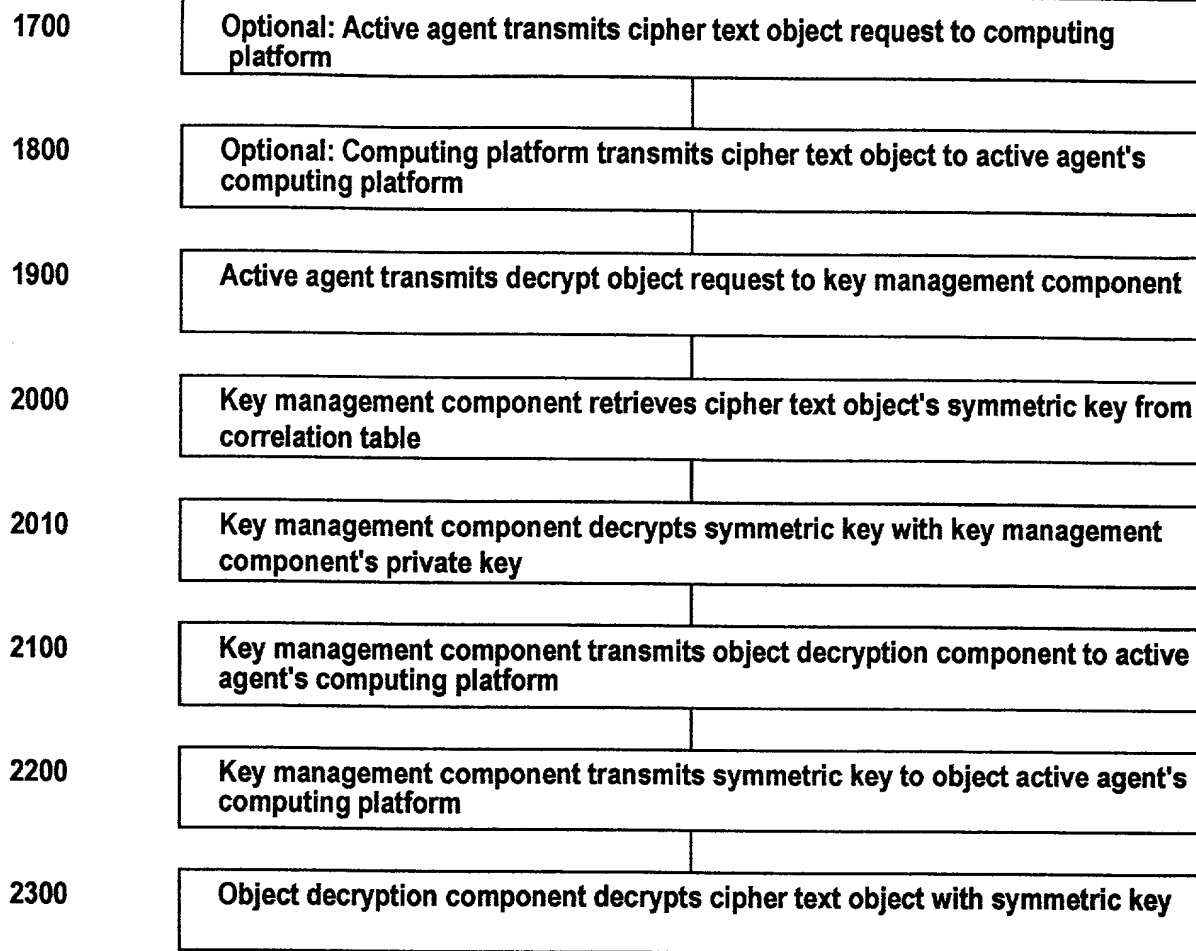 1700 Optional: Active agent transmits cipher text object request to computing
platform
1800 Optional: Computing platform transmits cipher text object to active agent's
computing platform
1900 Active agent transmits decrypt object request to key management component
2000 Key management component retrieves cipher text object's symmetric key from
correlation table
2010 Key management component decrypts symmetric key with key management
component's private key
2100 Key management component transmits object decryption component to active
agent's computing platform
2200 Key management component transmits symmetric key to object active agent's
computing platform
2300 Object decryption component decrypts cipher text object with symmetric key